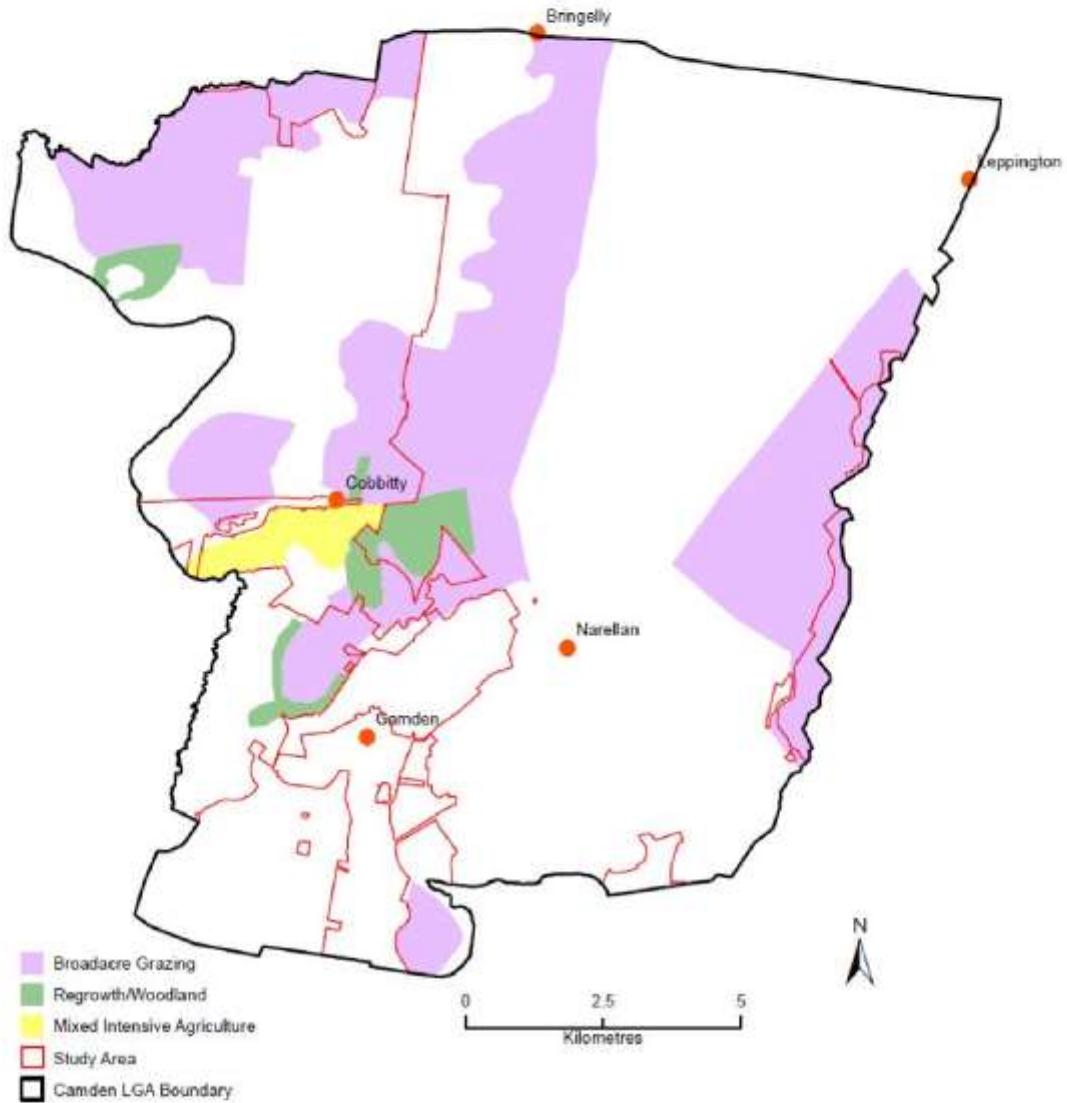 Bringelly
Leppington
Cobbitty
Narellan
Camden
N
Broadacre Grazing
Regrowth/Woodland
Mixed Intensive Agriculture
Study Area
Camden LGA Boundary
0 2.5 5
Kilometres